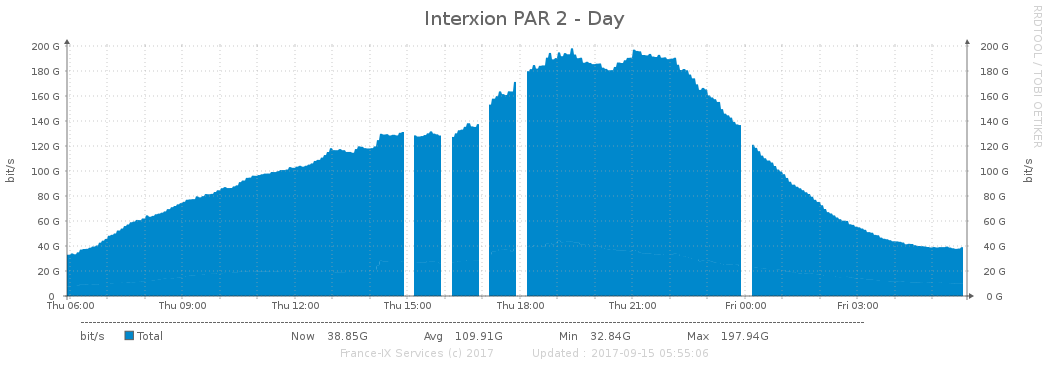 Interxion PAR 2 - Day
RRDTOOL / TOBI OETIKER
bit/s
200 G 200 G
180 G 180 G
160 G 160 G
140 G 140 G
120 G 120 G
100 G 100 G
80 G 80 G
60 G 60 G
40 G 40 G
20 G 20 G
0 0 G
bit/s
Thu 06:00 Thu 09:00 Thu 12:00 Thu 15:00 Thu 18:00 Thu 21:00 Fri 00:00 Fri 03:00
bit/s Total Now 38.85G Avg 109.91G Min 32.84G Max 197.94G
France-IX Services (c) 2017 Updated : 2017-09-15 05:55:06